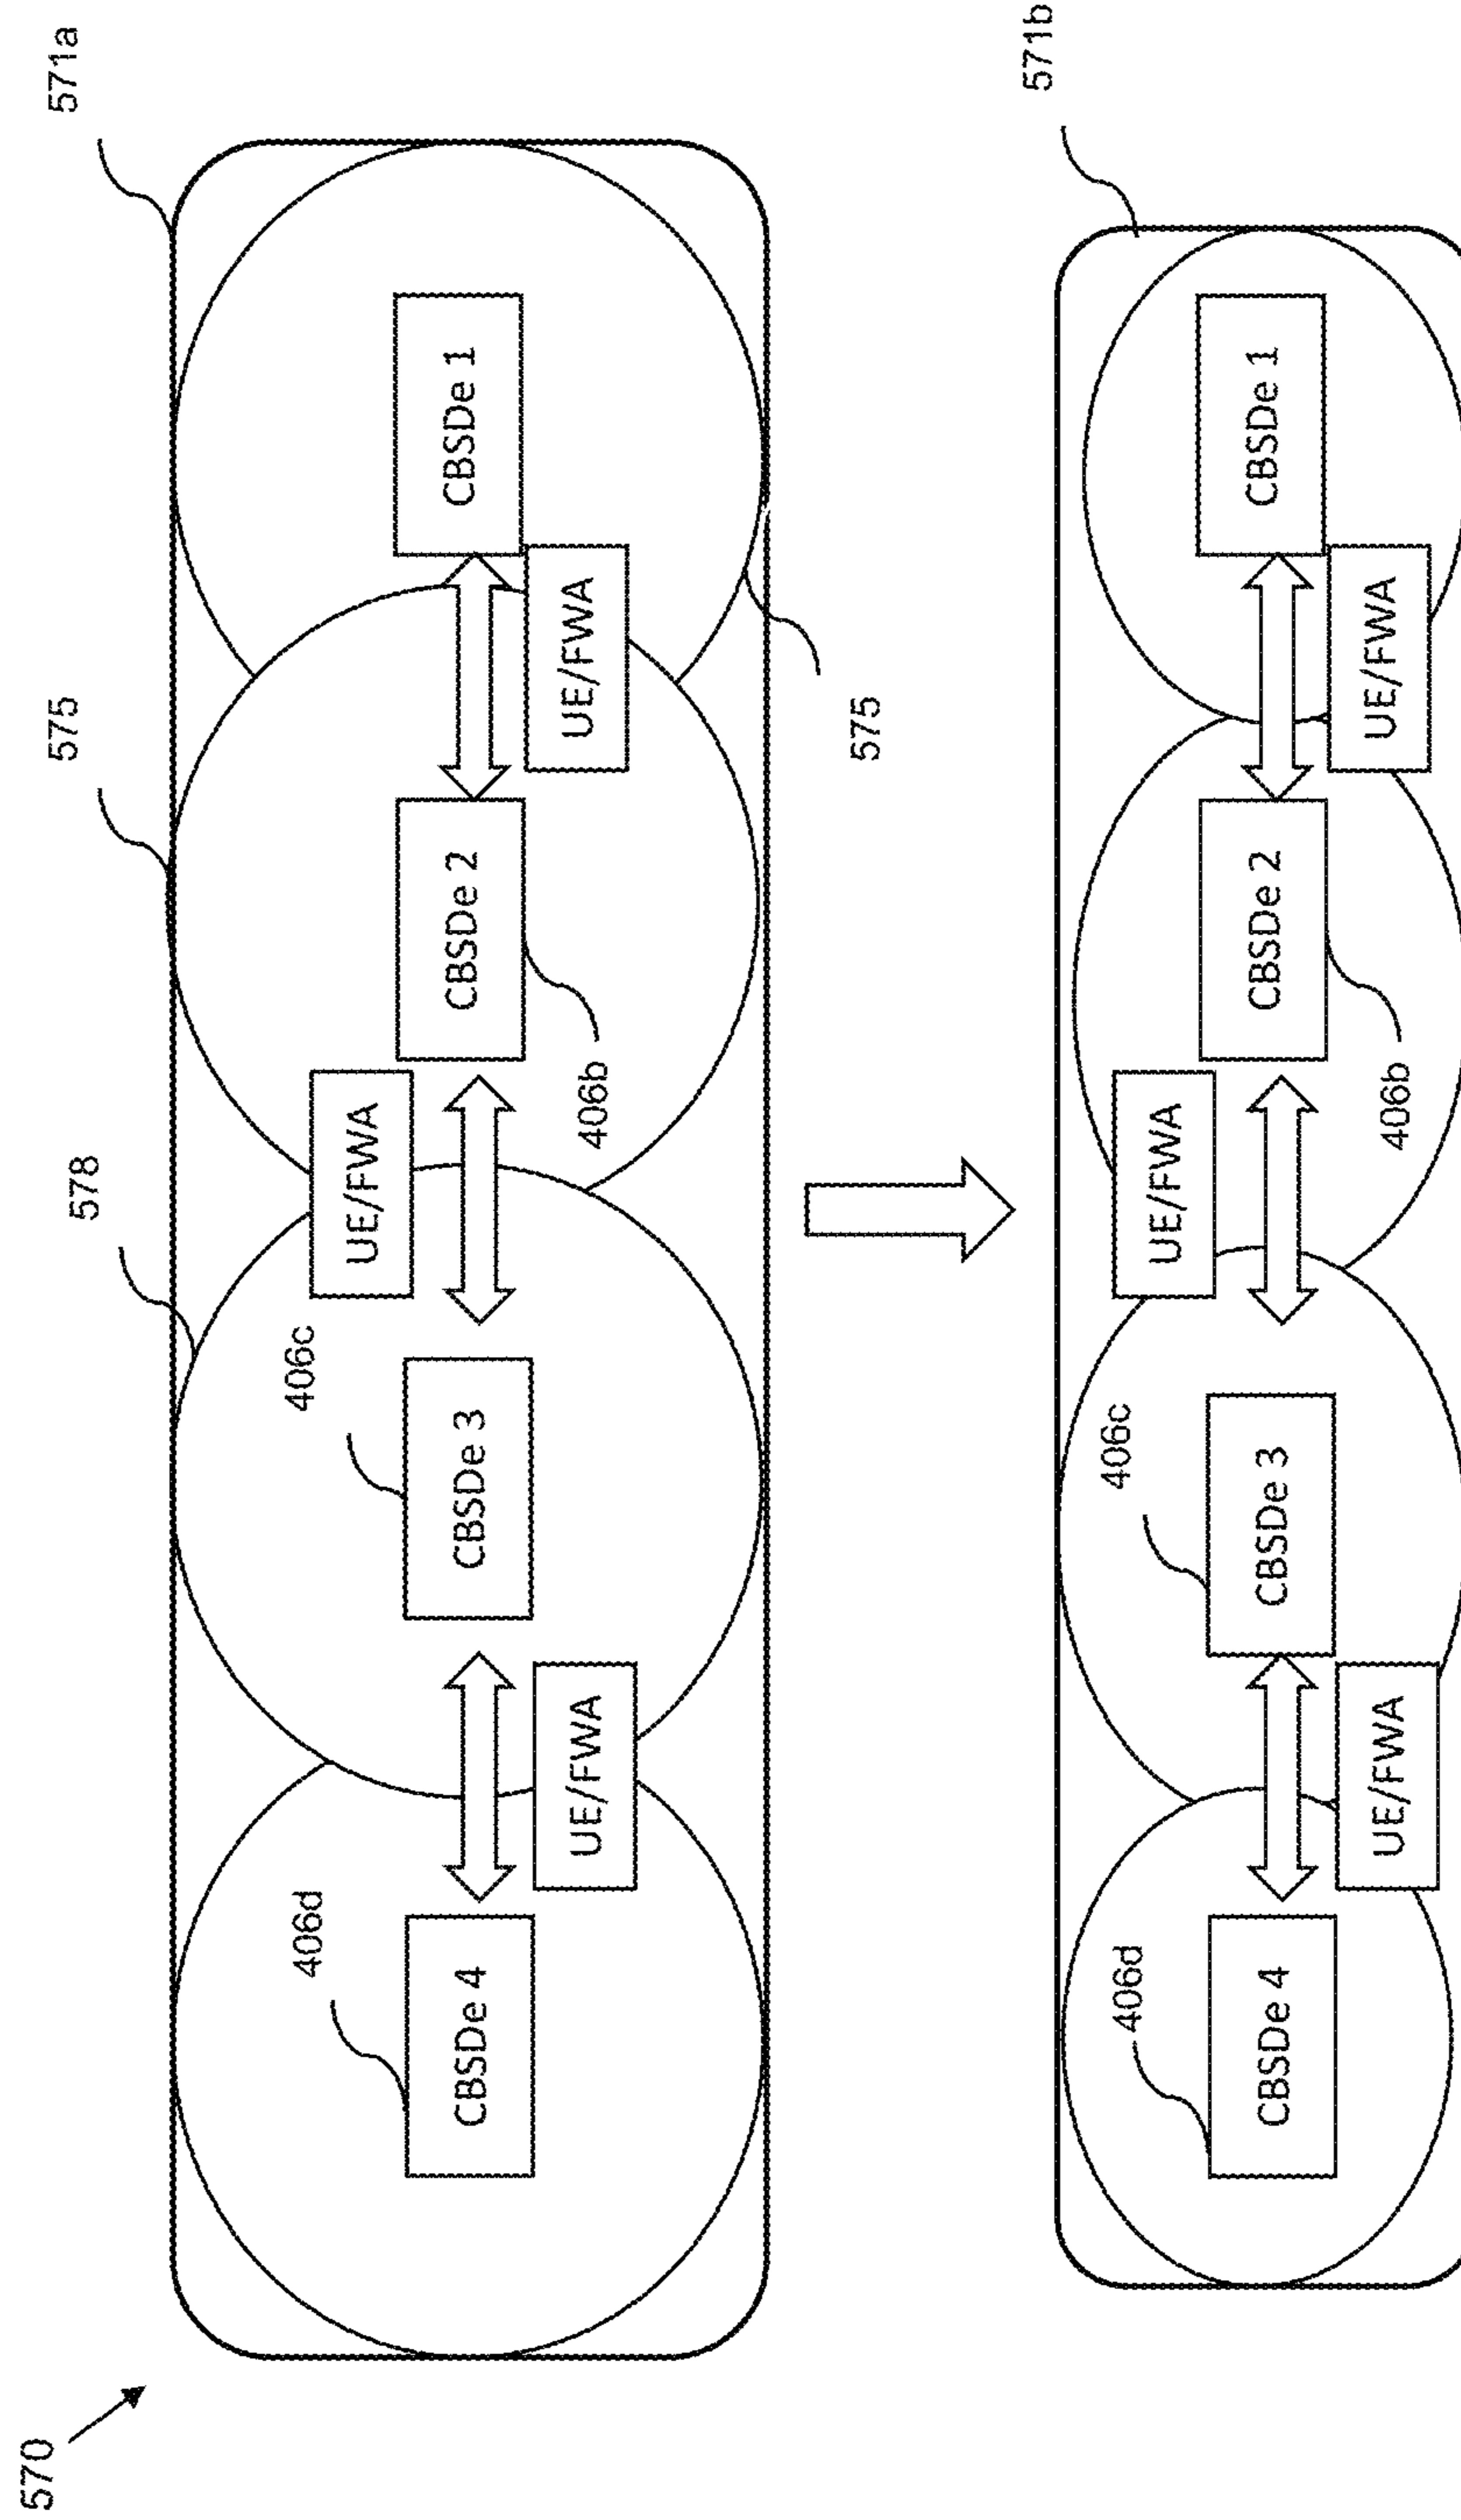 570
571a
575
578
CBSDe 4
406d
UE/FWA
CBSDe 3
406c
UE/FWA
CBSDe 2
406b
UE/FWA
CBSDe 1
575
571b
CBSDe 4
406d
UE/FWA
CBSDe 3
406c
UE/FWA
CBSDe 2
406b
UE/FWA
CBSDe 1